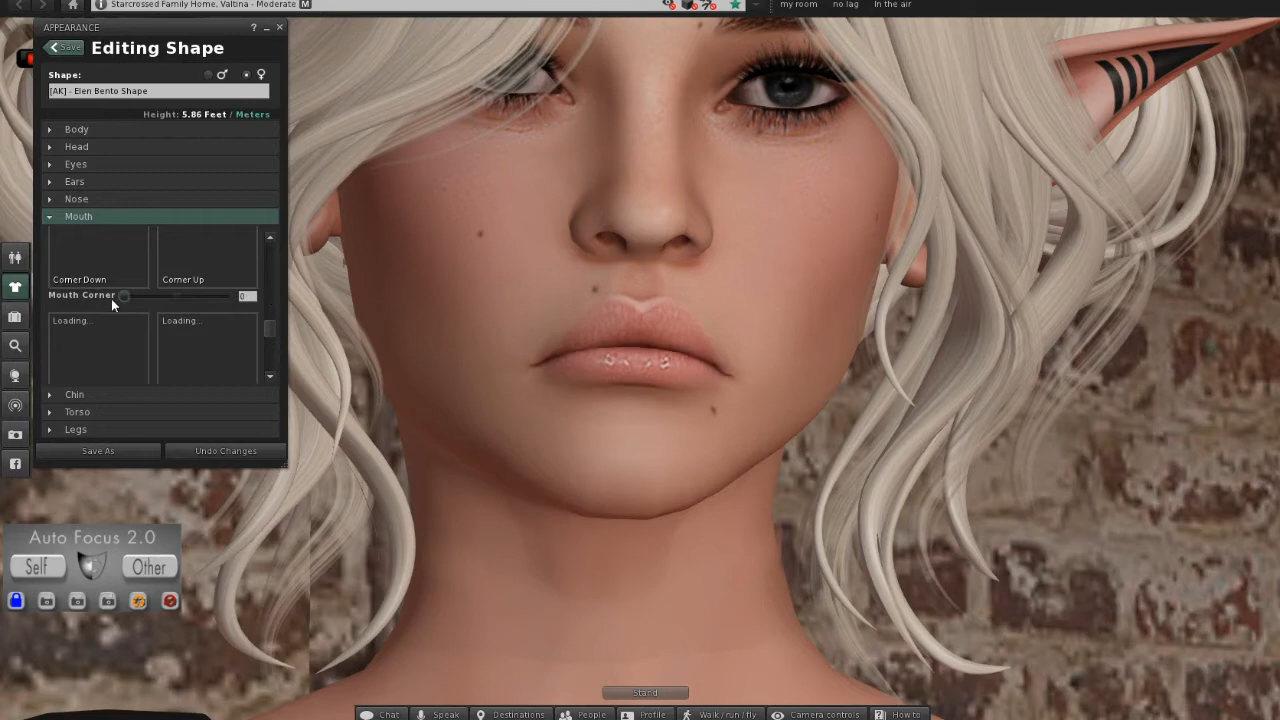 Starcrossed Family Home, Valtina - Moderate M
my room
no lag
In the air
APPEARANCE
? _ ×
Save
Editing Shape
Shape:
[AK] - Elen Bento Shape
Height: 5.86 Feet / Meters
Body
Head
Eyes
Ears
Nose
Mouth
Corner Down
Corner Up
Mouth Corner
0
Loading...
Loading...
Chin
Torso
Legs
Save As
Undo Changes
Auto Focus 2.0
Self
Other
Stand
Chat
Speak
Destinations
People
Profile
Walk / run / fly
Camera controls
How to